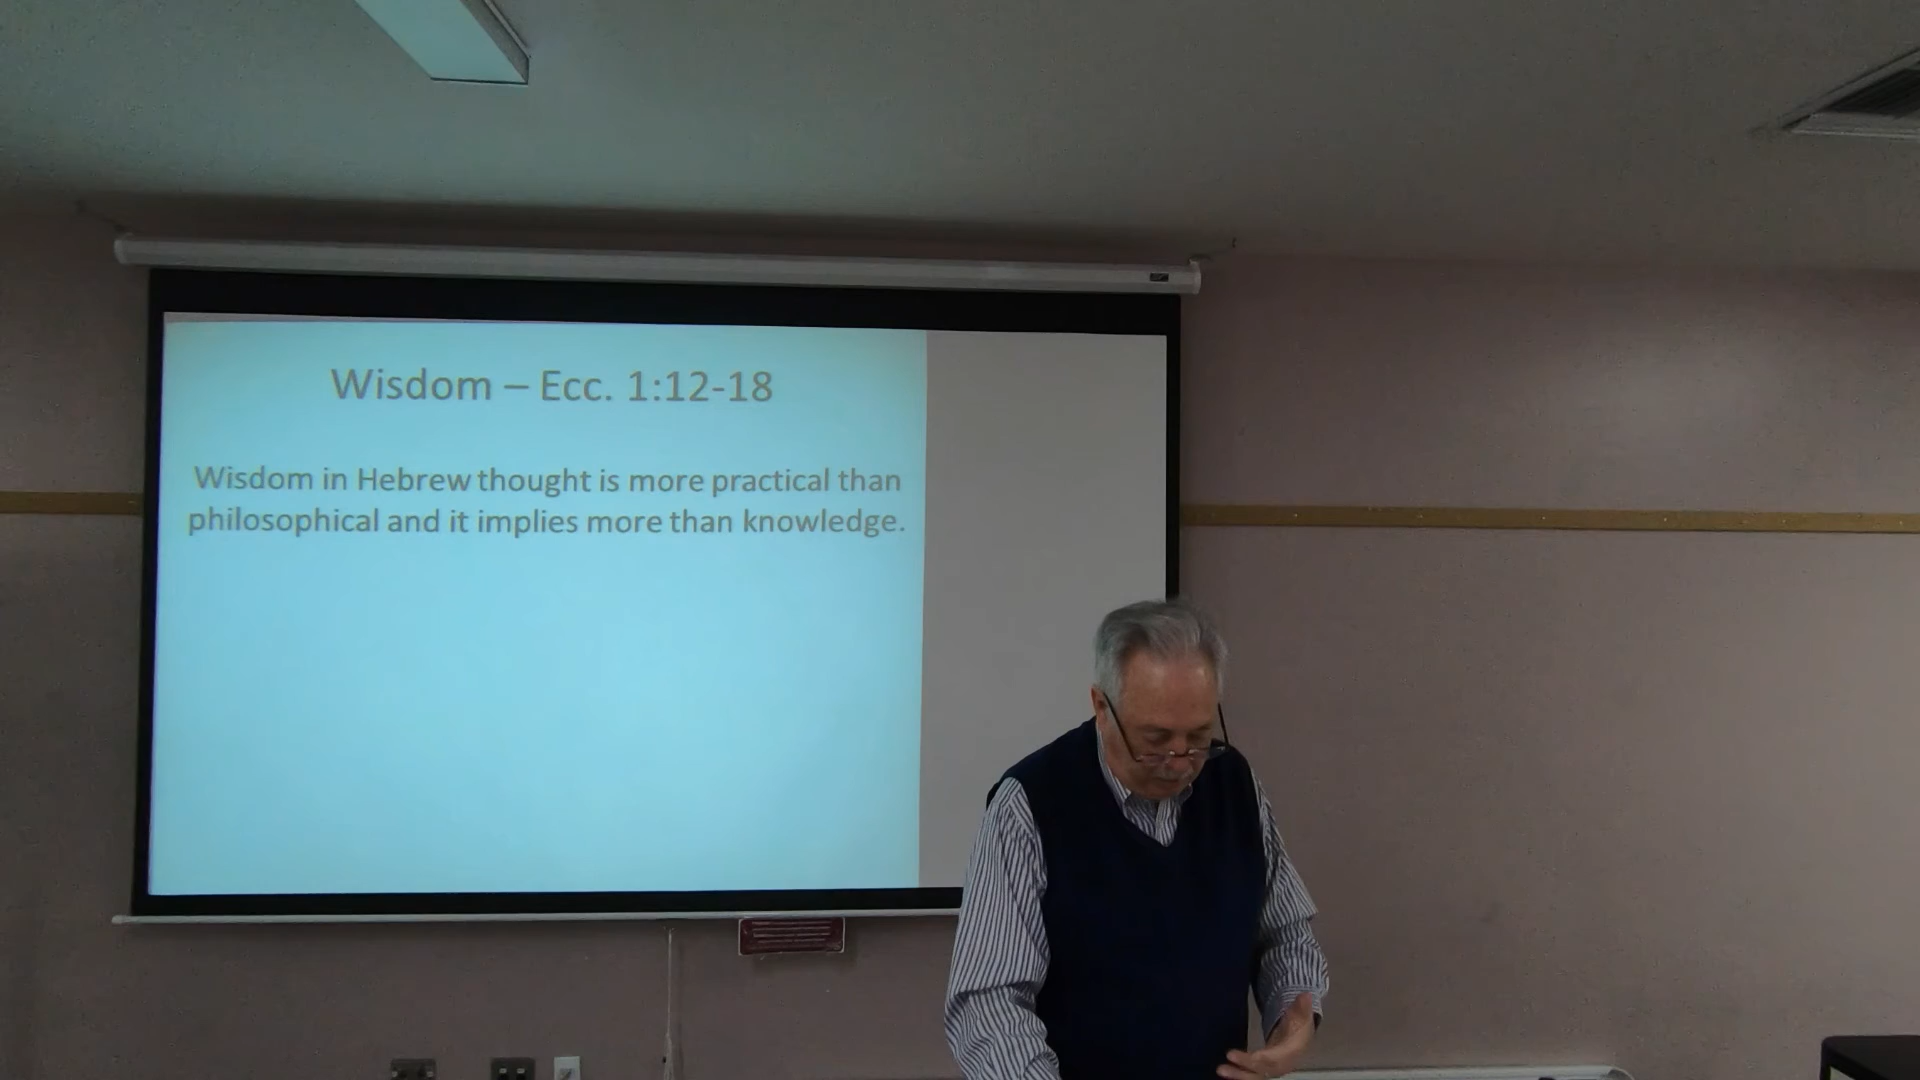 Wisdom – Ecc. 1:12-18
Wisdom in Hebrew thought is more practical than
philosophical and it implies more than knowledge.